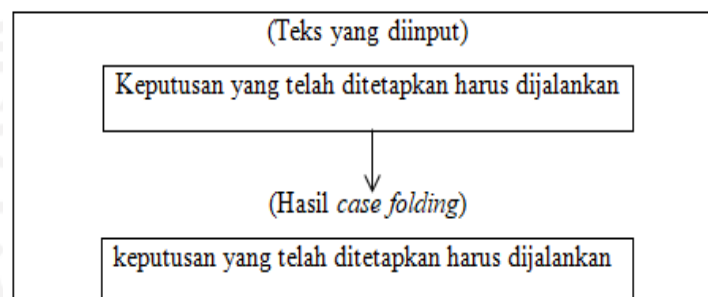 (Teks yang diinput)
Keputusan yang telah ditetapkan harus dijalankan
(Hasil case folding)
keputusan yang telah ditetapkan harus dijalankan